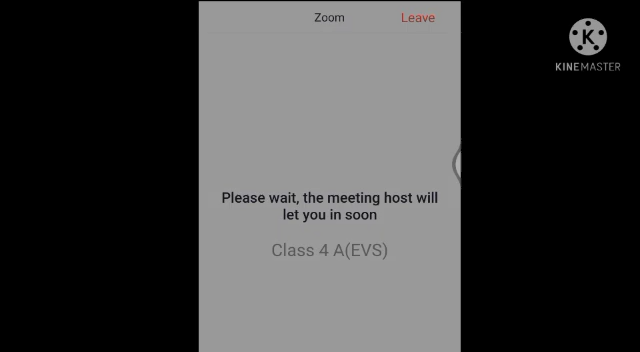 Zoom
Leave
K
KINEMASTER
Please wait, the meeting host will
let you in soon
Class 4 A(EVS)